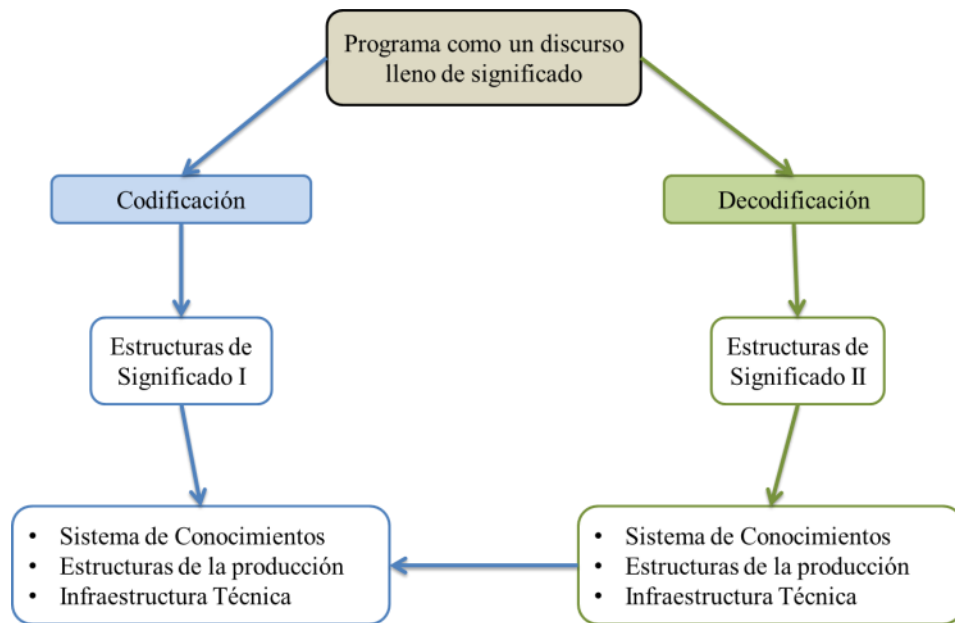 Programa como un discurso
lleno de significado
Codificación
Decodificación
Estructuras de
Significado I
Estructuras de
Significado II
• Sistema de Conocimientos
• Estructuras de la producción
• Infraestructura Técnica
• Sistema de Conocimientos
• Estructuras de la producción
• Infraestructura Técnica